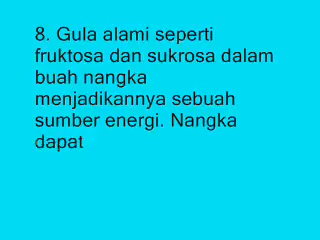 8. Gula alami seperti
fruktosa dan sukrosa dalam
buah nangka
menjadikannya sebuah
sumber energi. Nangka
dapat